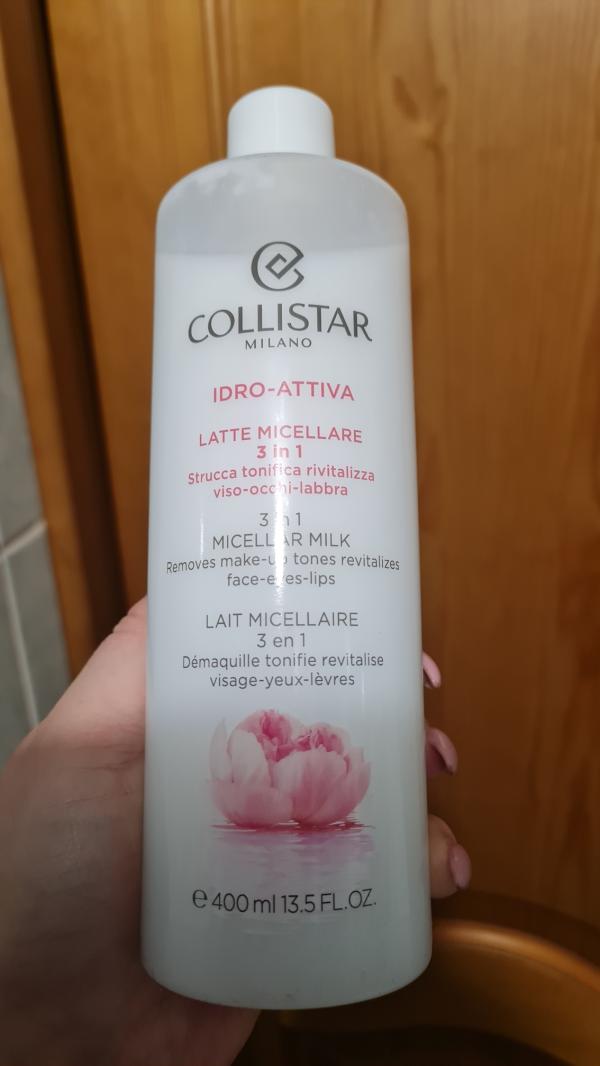 COLLISTAR
MILANO
IDRO-ATTIVA
LATTE MICELLARE
3 in 1
Strucca tonifica rivitalizza
viso-occhi-labbra
3 in 1
MICELLAR MILK
Removes make-up tones revitalizes
face-eyes-lips
LAIT MICELLAIRE
3 en 1
Démaquille tonifie revitalise
visage-yeux-lèvres
℮ 400 ml 13.5 FL.OZ.